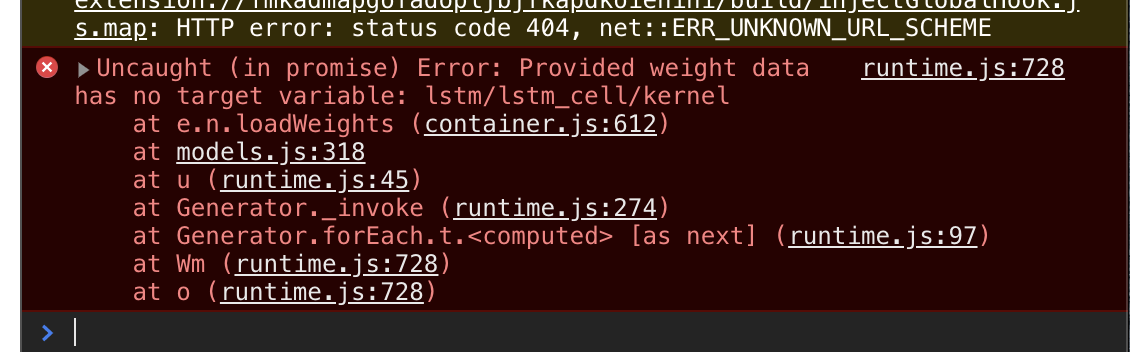 s.map: HTTP error: status code 404, net::ERR_UNKNOWN_URL_SCHEME
Uncaught (in promise) Error: Provided weight data runtime.js:728
has no target variable: lstm/lstm_cell/kernel
at e.n.loadWeights (container.js:612)
at models.js:318
at u (runtime.js:45)
at Generator._invoke (runtime.js:274)
at Generator.forEach.t.<computed> [as next] (runtime.js:97)
at Wm (runtime.js:728)
at o (runtime.js:728)
>